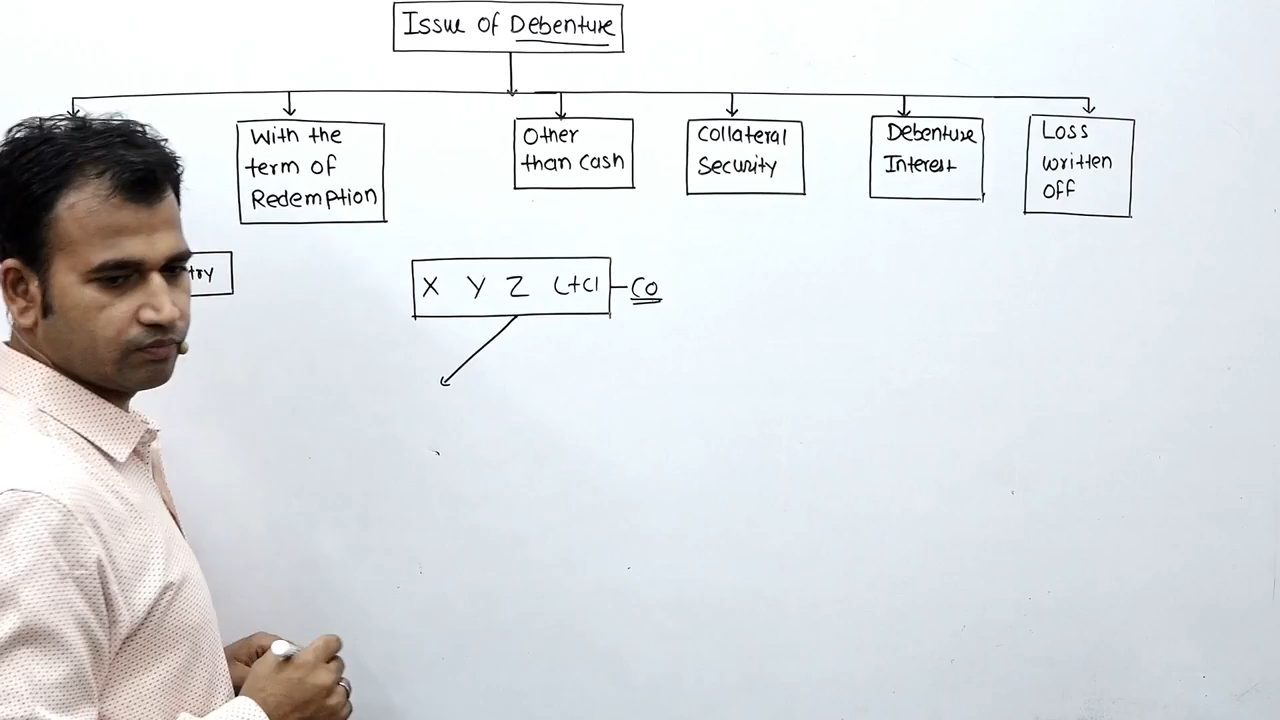 Issue of Debenture
With the
term of
Redemption
Other
than Cash
Collateral
Security
Debenture
Interest
Loss
written
off
try
X Y Z Ltd
Co